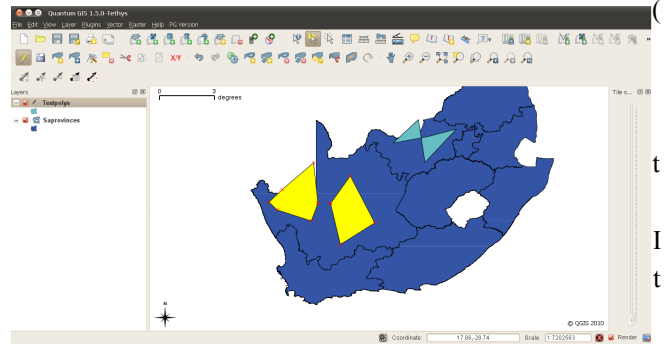 Quantum GIS 1.5.0-Tethys
File Edit View Layer Plugins Vector Raster Help PG Version
X/Y
Layers
Testpolys
Saprovinces
0 3 degrees
Tile s...
N
© QGIS 2010
Coordinate: 17.86,-28.74 Scale 1:7202563 Render
(
t
I
t